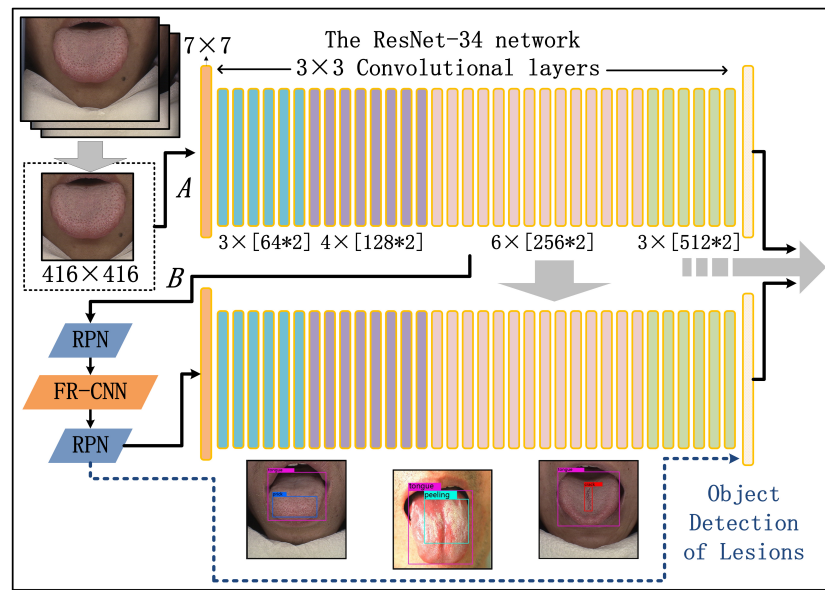 7×7
The ResNet-34 network
3×3 Convolutional layers
A
416×416
3×[64*2]
4×[128*2]
6×[256*2]
3×[512*2]
B
RPN
FR-CNN
RPN
tongue
tongue
peeling
tongue
Object
Detection
of Lesions